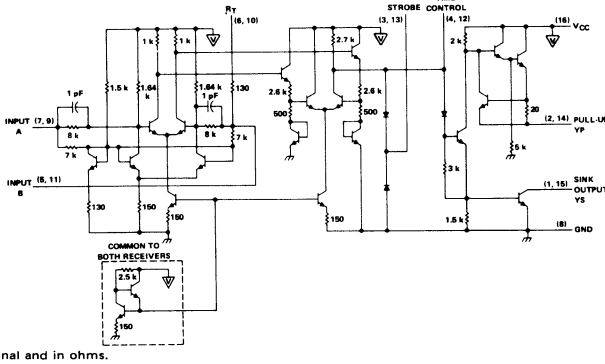 STROBE CONTROL
RT
(6, 10)
(3, 13)
(4, 12)
(16)
VCC
V
V
1 k
1 k
2.7 k
2 k
1.5 k
1.64
k
1.64 k
1 pF
130
2.6 k
2.6 k
1 pF
500
500
20
INPUT
A
(7, 9)
8 k
8 k
7 k
7 k
(2, 14)
PULL-U
YP
5 k
3 k
INPUT
B
(5, 11)
(1, 15)
SINK
OUTPUT
YS
130
150
150
150
1.5 k
(8)
GND
COMMON TO
BOTH RECEIVERS
2.5 k
V
150
nal and in ohms.